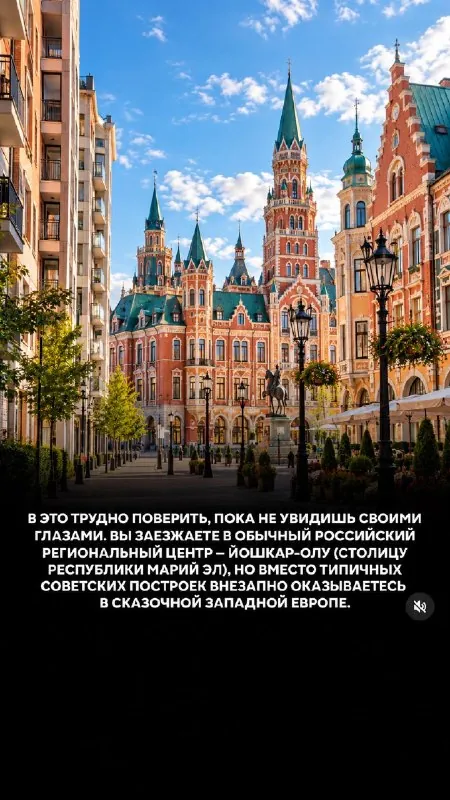 В ЭТО ТРУДНО ПОВЕРИТЬ, ПОКА НЕ УВИДИШЬ СВОИМИ
ГЛАЗАМИ. ВЫ ЗАЕЗЖАЕТЕ В ОБЫЧНЫЙ РОССИЙСКИЙ
РЕГИОНАЛЬНЫЙ ЦЕНТР – ЙОШКАР-ОЛУ (СТОЛИЦУ
РЕСПУБЛИКИ МАРИЙ ЭЛ), НО ВМЕСТО ТИПИЧНЫХ
СОВЕТСКИХ ПОСТРОЕК ВНЕЗАПНО ОКАЗЫВАЕТЕСЬ
В СКАЗОЧНОЙ ЗАПАДНОЙ ЕВРОПЕ.